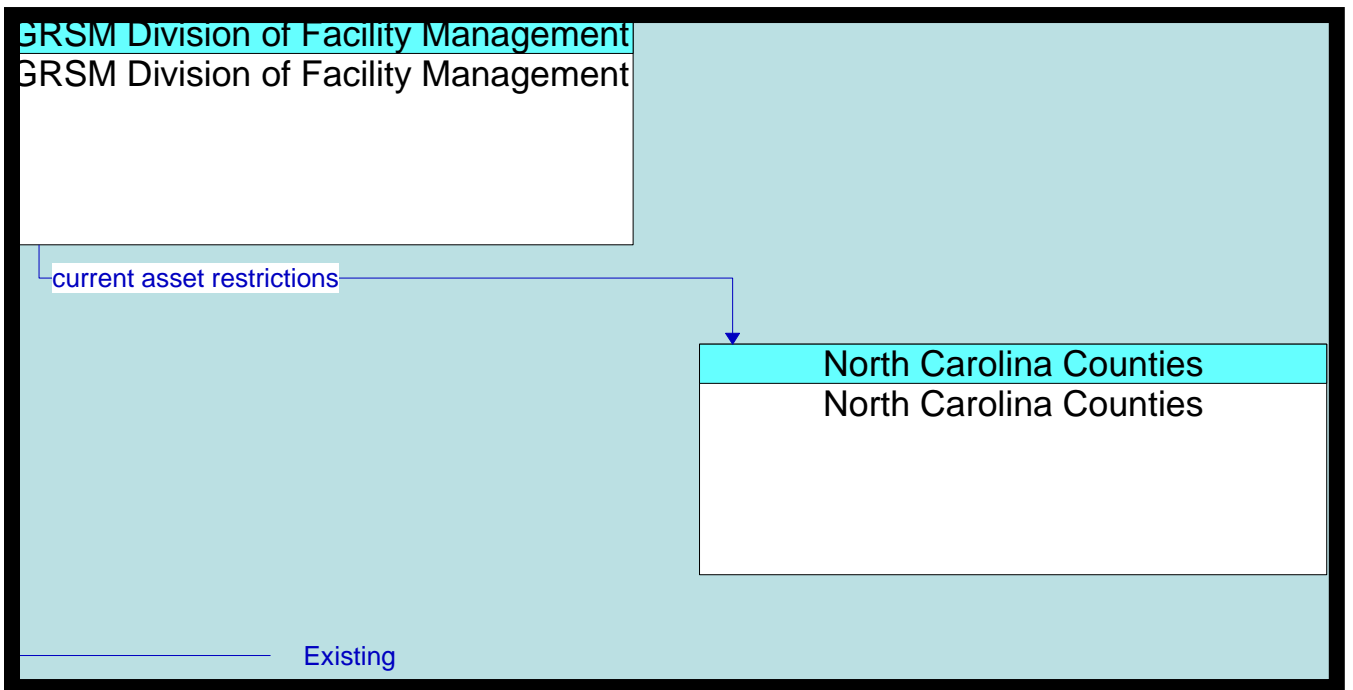 GRSM Division of Facility Management
GRSM Division of Facility Management
current asset restrictions
North Carolina Counties
North Carolina Counties
Existing